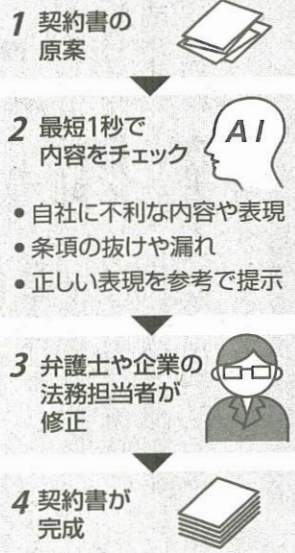 1 契約書の
原案
2 最短1秒で
内容をチェック
AI
• 自社に不利な内容や表現
• 条項の抜けや漏れ
• 正しい表現を参考で提示
3 弁護士や企業の
法務担当者が
修正
4 契約書が
完成